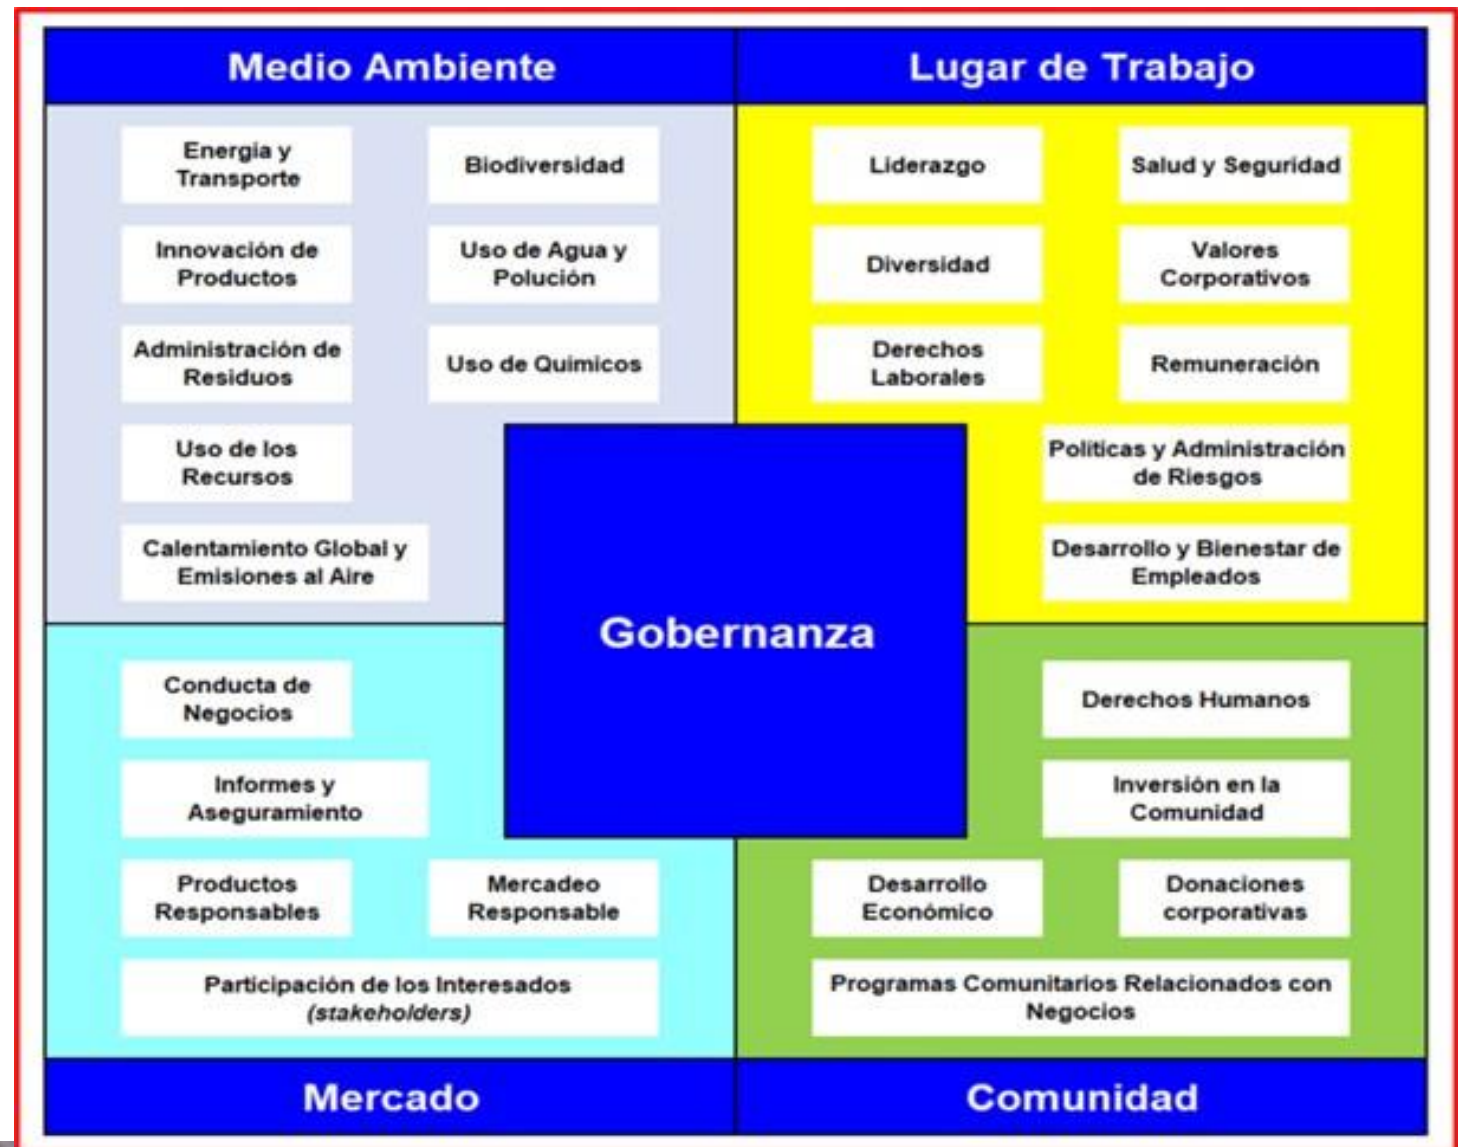 Medio Ambiente
Lugar de Trabajo
Energía y
Transporte
Biodiversidad
Innovación de
Productos
Uso de Agua y
Polución
Administración de
Residuos
Uso de Quimicos
Uso de los
Recursos
Calentamiento Global y
Emisiones al Aire
Liderazgo
Salud y Seguridad
Diversidad
Valores
Corporativos
Derechos
Laborales
Remuneración
Políticas y Administración
de Riesgos
Desarrollo y Bienestar de
Empleados
Gobernanza
Conducta de
Negocios
Informes y
Aseguramiento
Productos
Responsables
Mercadeo
Responsable
Participación de los Interesados
(stakeholders)
Derechos Humanos
Inversión en la
Comunidad
Desarrollo
Económico
Donaciones
corporativas
Programas Comunitarios Relacionados con
Negocios
Mercado
Comunidad